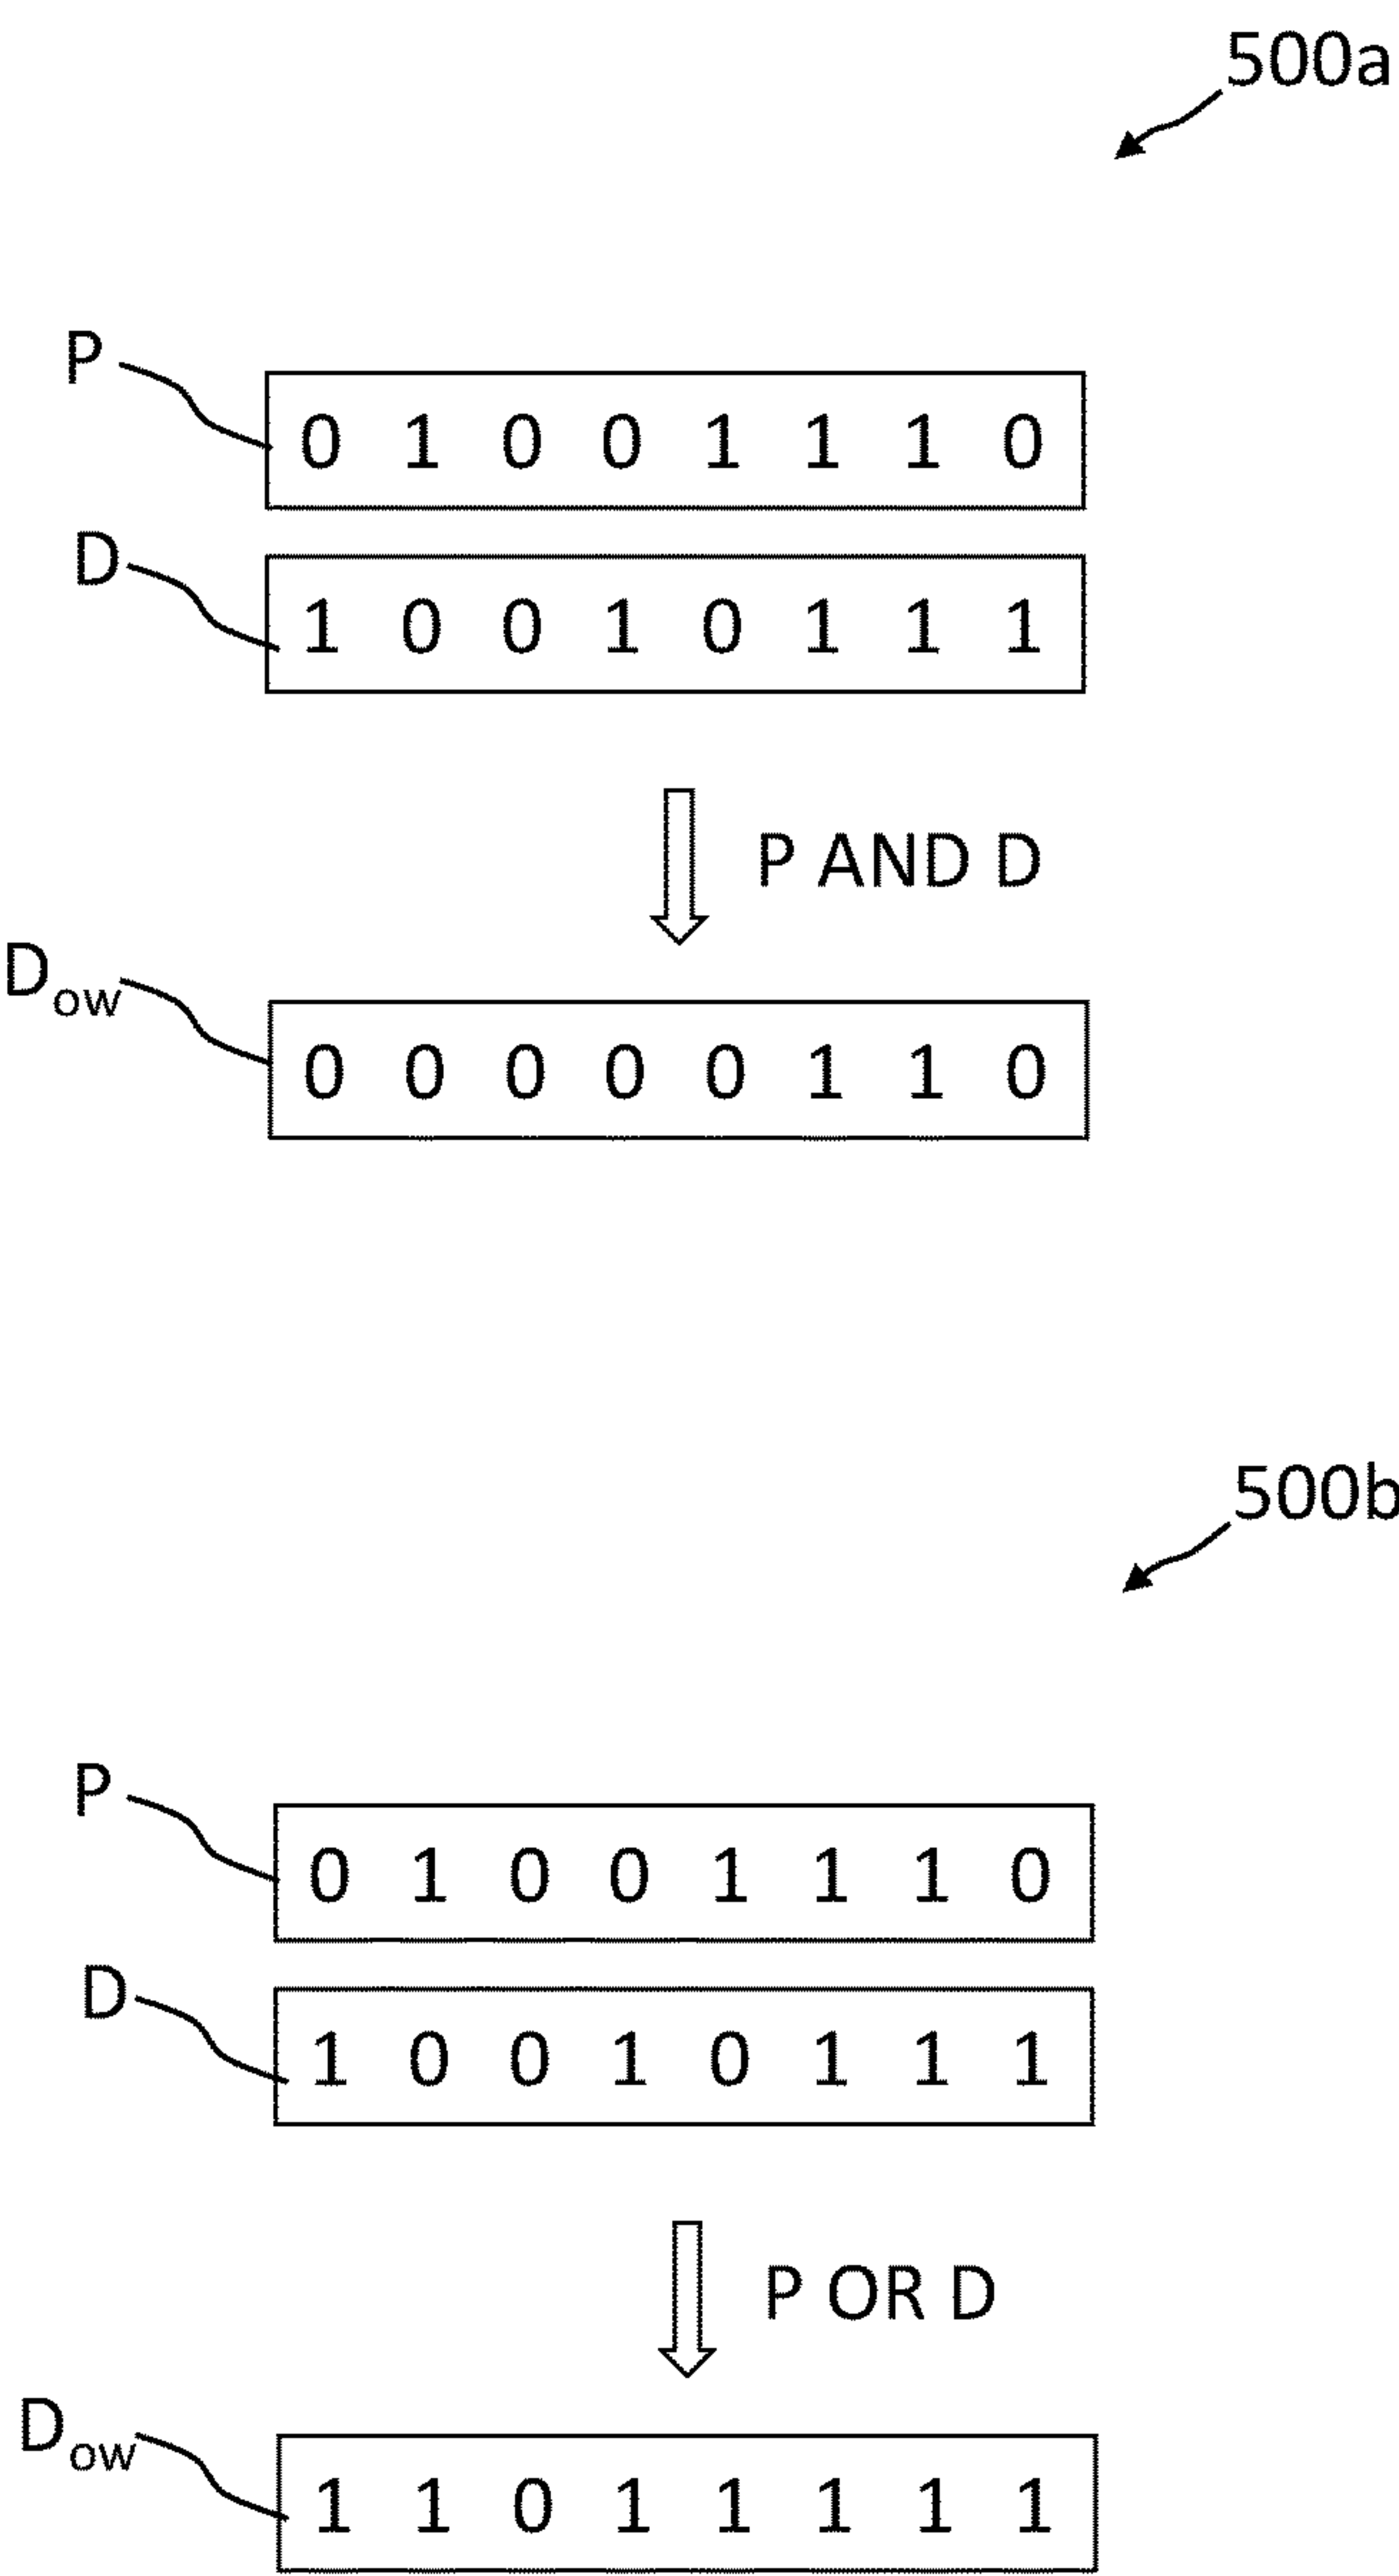 500a
P
0 1 0 0 1 1 1 0
D
1 0 0 1 0 1 1 1
P AND D
Dow
0 0 0 0 0 1 1 0
500b
P
0 1 0 0 1 1 1 0
D
1 0 0 1 0 1 1 1
P OR D
Dow
1 1 0 1 1 1 1 1